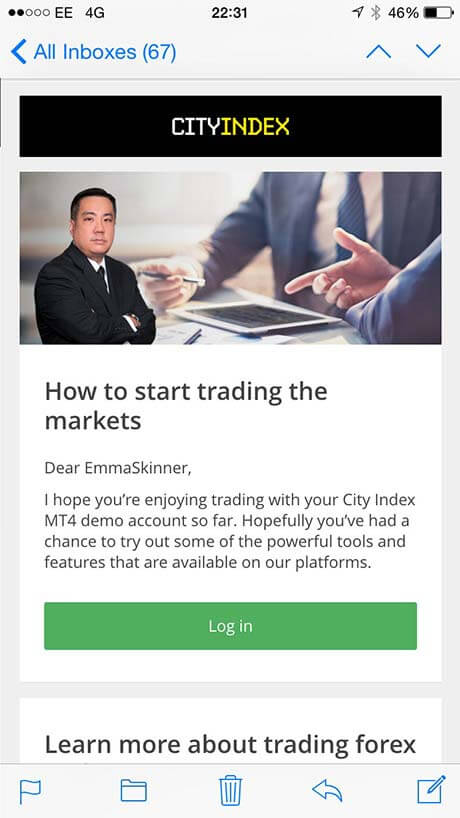 EE 4G 22:31 46%
All Inboxes (67)
CITYINDEX
How to start trading the
markets
Dear EmmaSkinner,
I hope you're enjoying trading with your City Index
MT4 demo account so far. Hopefully you've had a
chance to try out some of the powerful tools and
features that are available on our platforms.
Log in
Learn more about trading forex